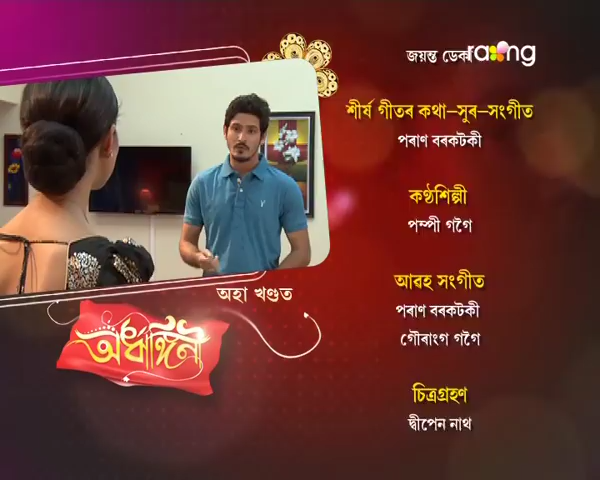 জয়ন্ত ডেকা
rang
শীৰ্ষ গীতৰ কথা-সুৰ-সংগীত
পৰাণ বৰকটকী
কণ্ঠশিল্পী
পম্পী গগৈ
আৱহ সংগীত
পৰাণ বৰকটকী
গৌৰাংগ গগৈ
চিত্ৰগ্ৰহণ
দ্বীপেন নাথ
অহা খণ্ডত
অৰ্ধাঙ্গিনী